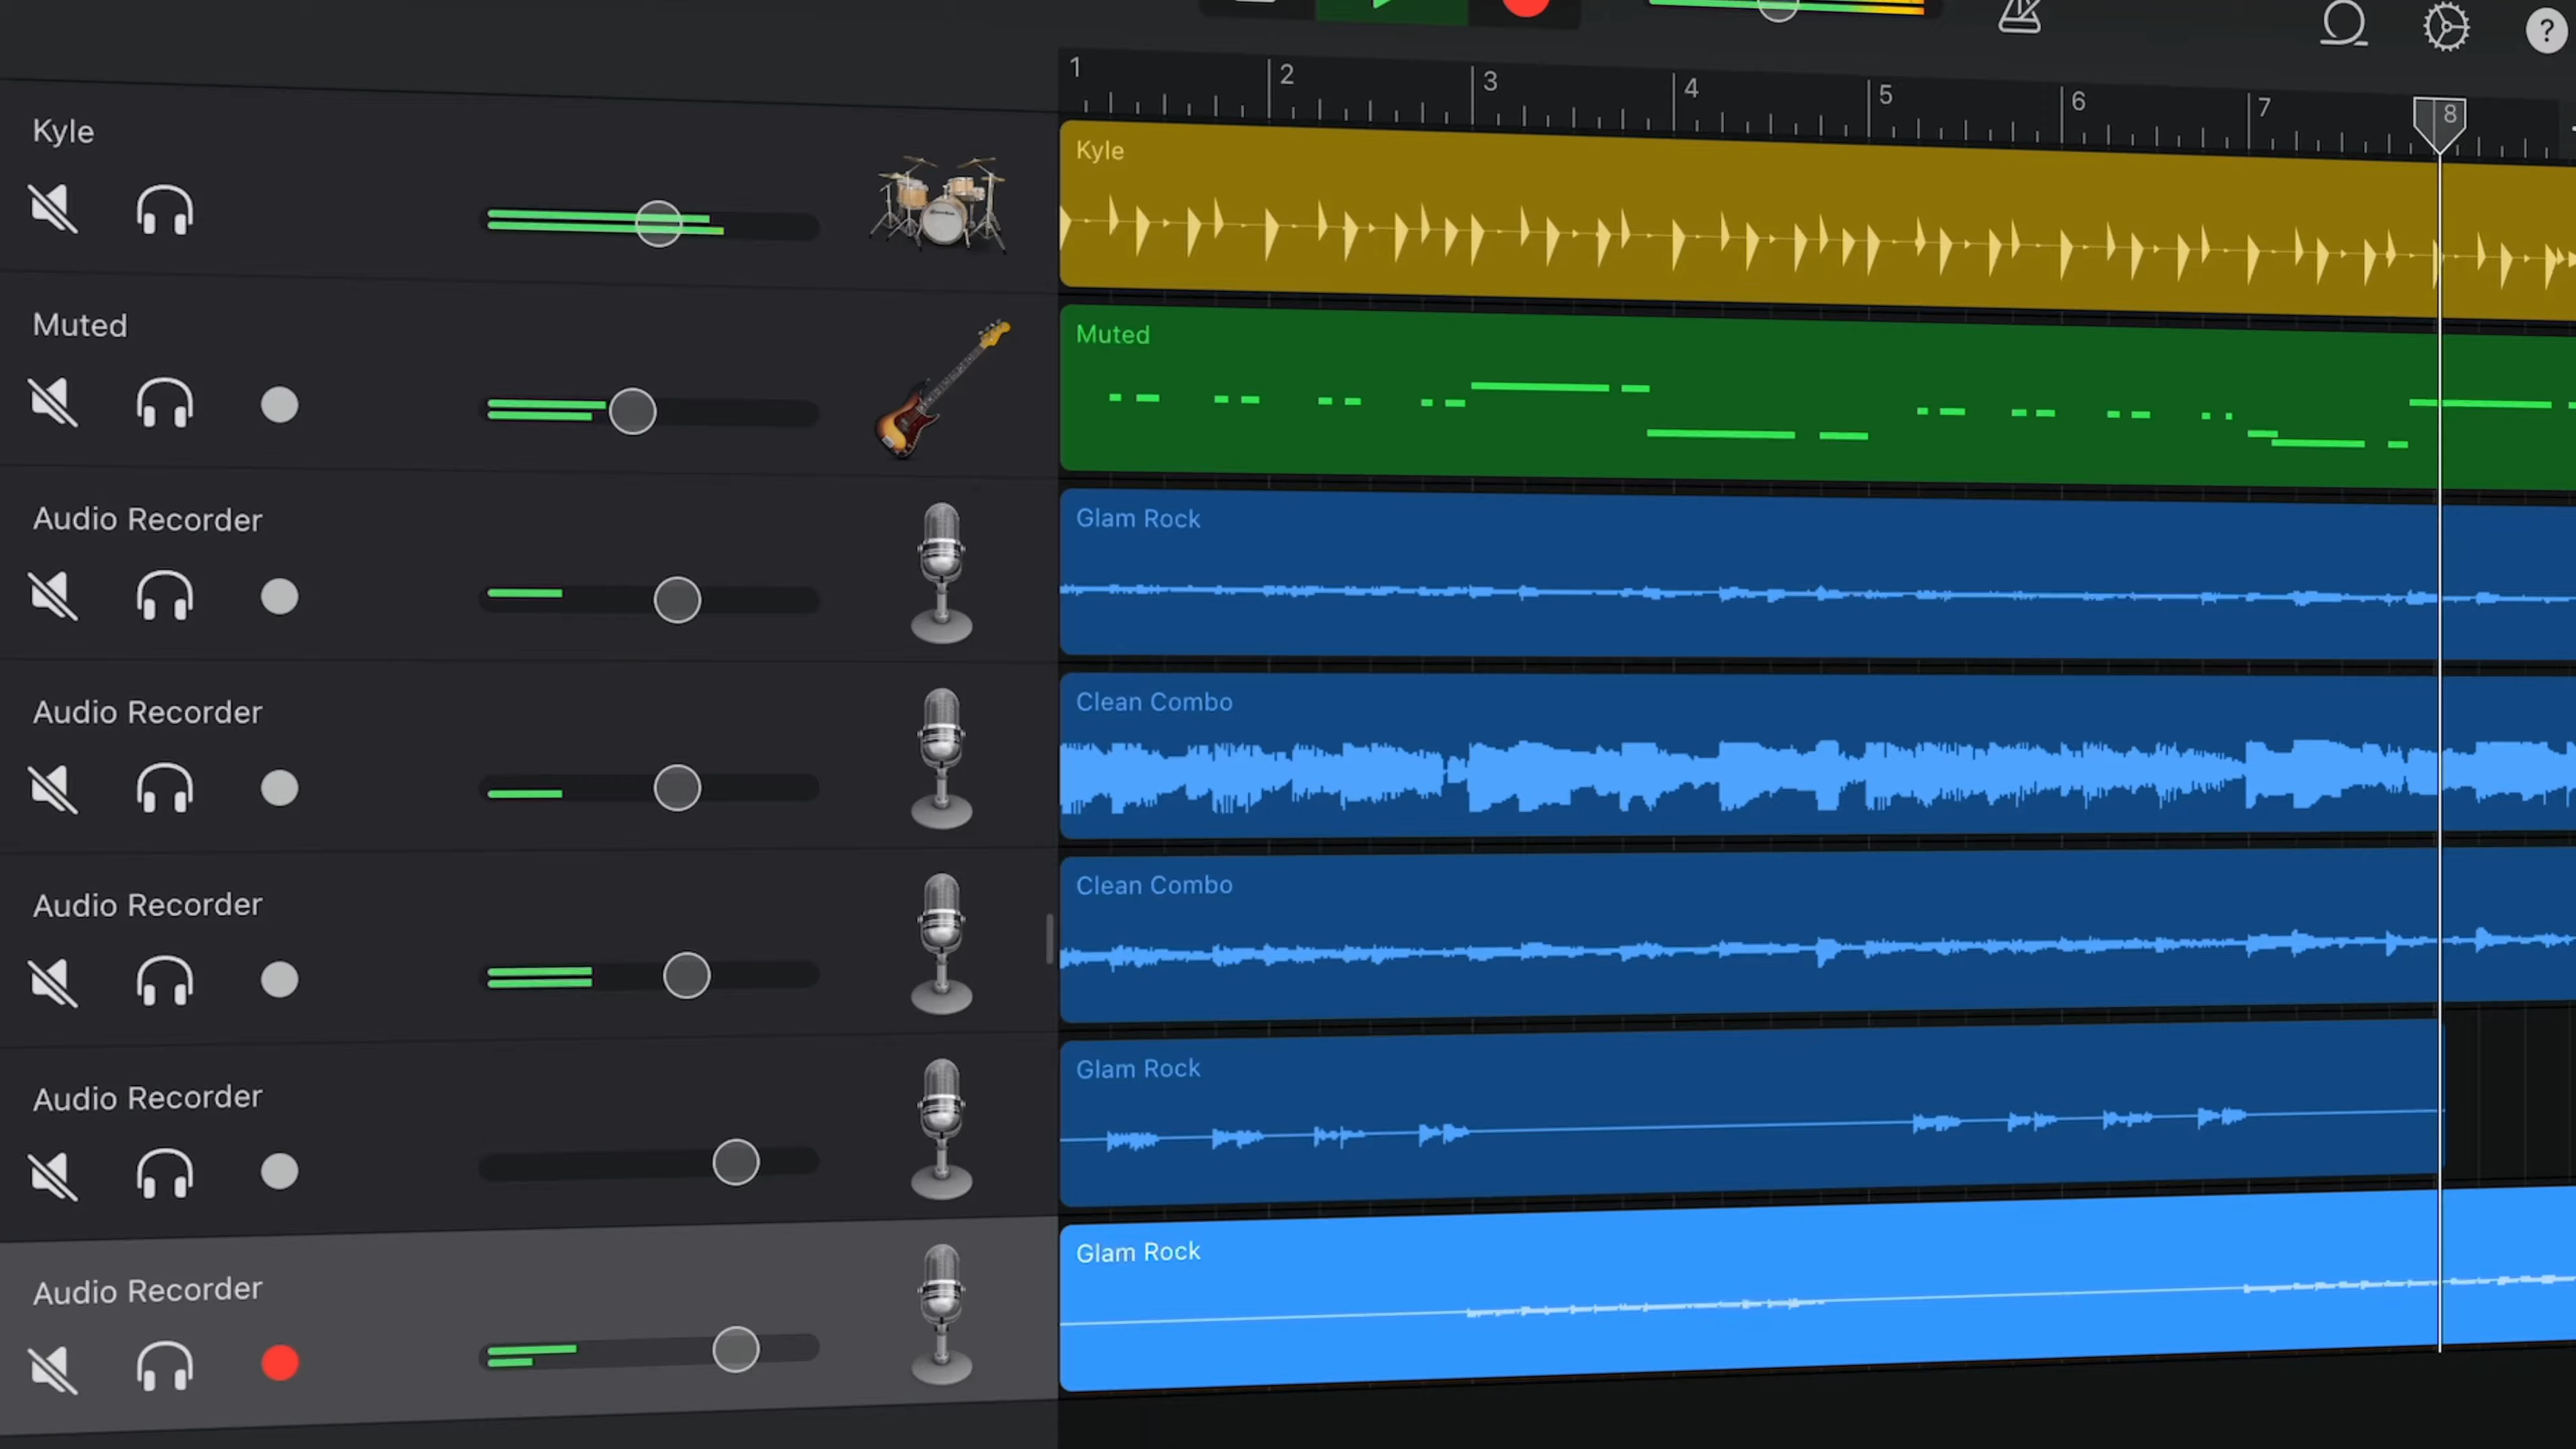 ?
1 2 3 4 5 6 7 8
Kyle
Kyle
Muted
Muted
Audio Recorder
Glam Rock
Audio Recorder
Clean Combo
Audio Recorder
Clean Combo
Audio Recorder
Glam Rock
Audio Recorder
Glam Rock